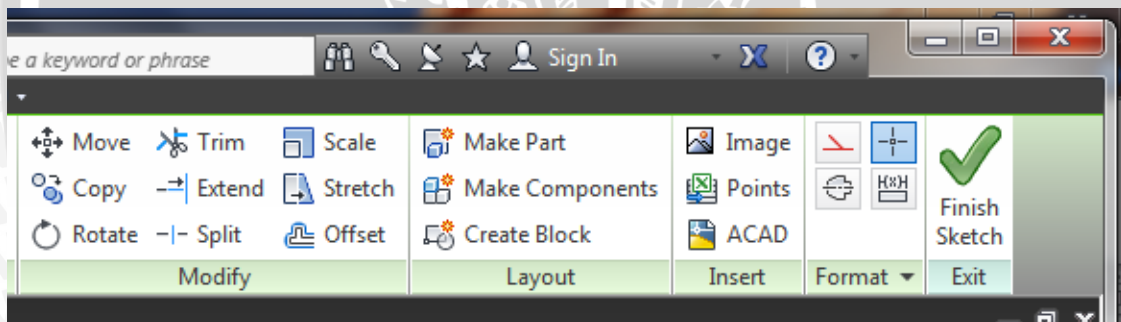 e a keyword or phrase Sign In
Move Trim Scale Make Part Image
Copy Extend Stretch Make Components Points
Rotate Split Offset Create Block ACAD
Finish
Sketch
Modify Layout Insert Format Exit